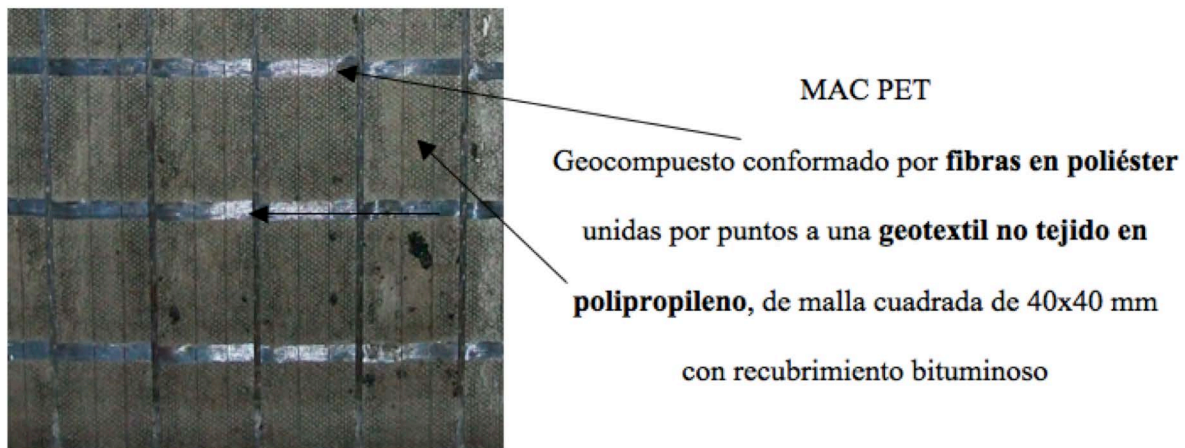 MAC PET
Geocompuesto conformado por fibras en poliéster
unidas por puntos a una geotextil no tejido en
polipropileno, de malla cuadrada de 40x40 mm
con recubrimiento bituminoso